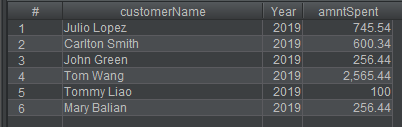 # customerName Year amntSpent
1 Julio Lopez 2019 745.54
2 Carlton Smith 2019 600.34
3 John Green 2019 256.44
4 Tom Wang 2019 2,565.44
5 Tommy Liao 2019 100
6 Mary Balian 2019 256.44